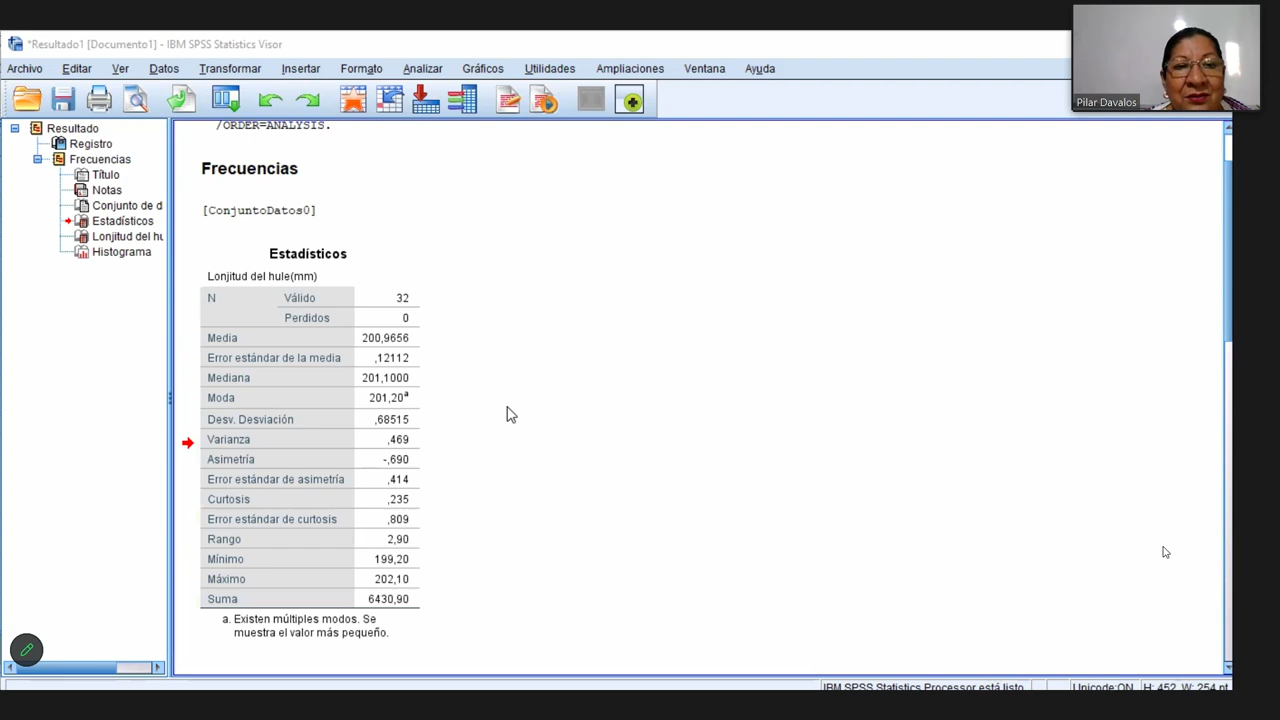 *Resultado1 [Documento1] - IBM SPSS Statistics Visor
Archivo Editar Ver Datos Transformar Insertar Formato Analizar Gráficos Utilidades Ampliaciones Ventana Ayuda
Pilar Davalos
Resultado
Registro
Frecuencias
Título
Notas
Conjunto de d
Estadísticos
Lonjitud del hu
Histograma
/ORDER=ANALYSIS.
Frecuencias
[ConjuntoDatos0]
Estadísticos
Lonjitud del hule(mm)
N Válido 32
Perdidos 0
Media 200,9656
Error estándar de la media ,12112
Mediana 201,1000
Moda 201,20a
Desv. Desviación ,68515
Varianza ,469
Asimetría -,690
Error estándar de asimetría ,414
Curtosis ,235
Error estándar de curtosis ,809
Rango 2,90
Mínimo 199,20
Máximo 202,10
Suma 6430,90
a. Existen múltiples modos. Se
muestra el valor más pequeño.
IBM SPSS Statistics Processor está listo Unicode:ON H: 452, W: 254 pt